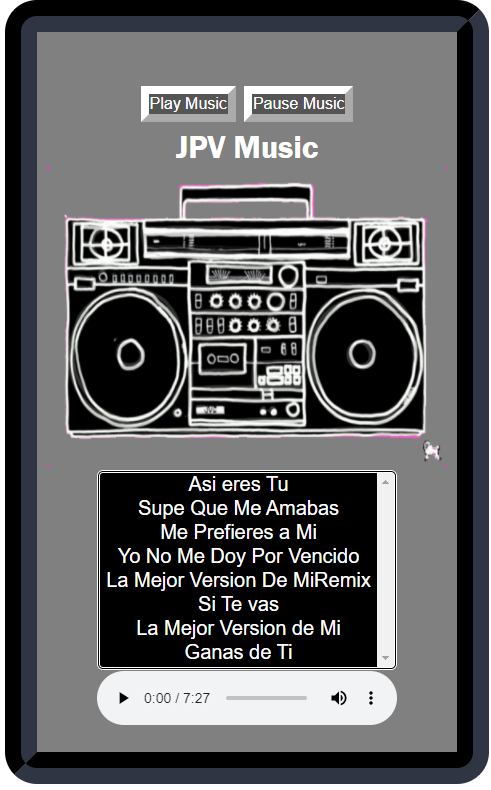 Play Music Pause Music
JPV Music
Asi eres Tu
Supe Que Me Amabas
Me Prefieres a Mi
Yo No Me Doy Por Vencido
La Mejor Version De MiRemix
Si Te vas
La Mejor Version de Mi
Ganas de Ti
0:00 / 7:27